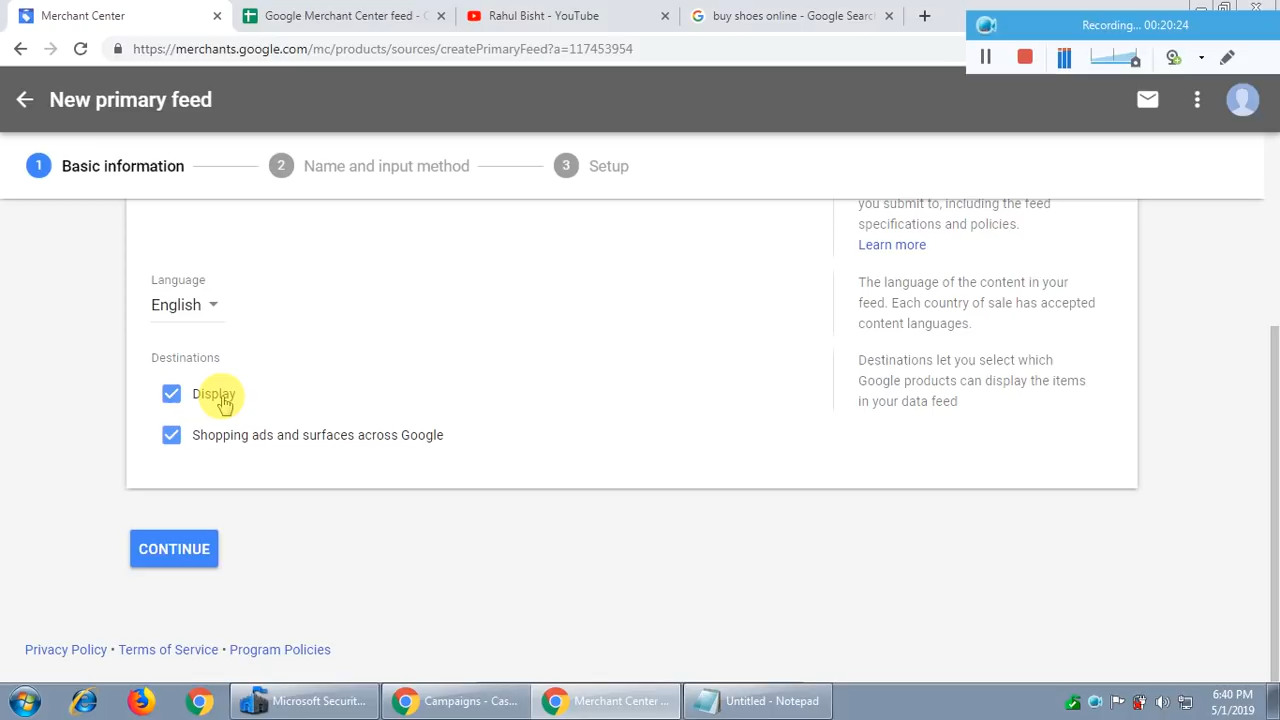 Merchant Center
Google Merchant Center feed - G
Rahul Bisht - YouTube
buy shoes online - Google Searc
Recording... 00:20:24
https://merchants.google.com/mc/products/sources/createPrimaryFeed?a=117453954
New primary feed
1 Basic information
2 Name and input method
3 Setup
you submit to, including the feed
specifications and policies.
Learn more
Language
English
The language of the content in your
feed. Each country of sale has accepted
content languages.
Destinations
Display
Shopping ads and surfaces across Google
Destinations let you select which
Google products can display the items
in your data feed
CONTINUE
Privacy Policy • Terms of Service • Program Policies
Microsoft Securit...
Campaigns - Cas...
Merchant Center ...
Untitled - Notepad
6:40 PM
5/1/2019